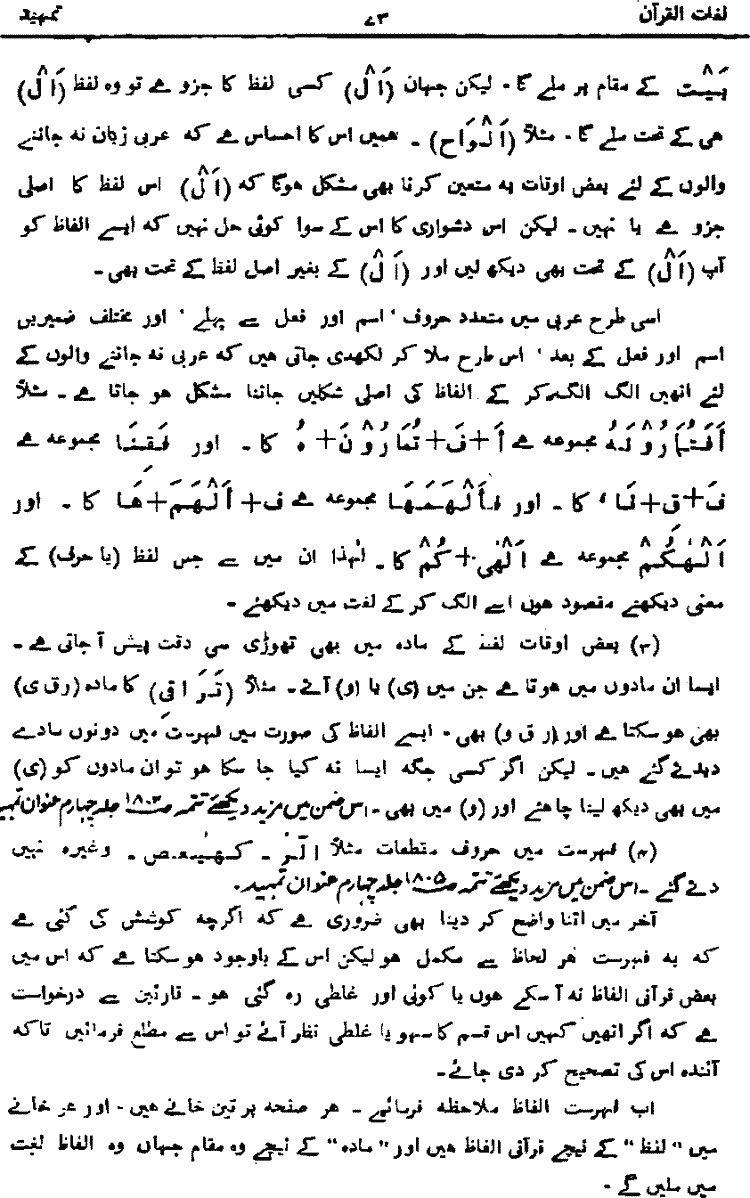 لغات القرآن ۷۳ تمہید
بَیْت کے مقام پر ملے گا۔ لیکن جہاں (اَلْ) کسی لفظ کا جزو ہے تو وہ لفظ (اَلْ)
ہی کے تحت ملے گا۔ مثلاً (اَلْوَاح)۔ ہمیں اس کا احساس ہے کہ عربی زبان نہ جاننے
والوں کے لئے بعض اوقات یہ متعین کرنا بھی مشکل ہوگا کہ (اَلْ) اس لفظ کا اصلی
جزو ہے یا نہیں۔ لیکن اس دشواری کا اس کے سوا کوئی حل نہیں کہ ایسے الفاظ کو
آپ (اَلْ) کے تحت بھی دیکھ لیں اور (اَلْ) کے بغیر اصل لفظ کے تحت بھی۔
اسی طرح عربی میں متعدد حروف، اسم اور فعل سے پہلے، اور مختلف ضمیریں
اسم اور فعل کے بعد، اس طرح ملا کر لکھدی جاتی ہیں کہ عربی نہ جاننے والوں کے
لئے انھیں الگ الگ کر کے الفاظ کی اصلی شکلیں جاننا مشکل ہو جاتا ہے۔ مثلاً
اَفَتُمَارُوْنَہٗ مجموعہ ہے اَ+فَ+تُمَارُوْنَ+ہُ کا۔ اور فَقِنَا مجموعہ ہے
فَ+قِ+نَا، کا۔ اور فَاَلْھَمَھَا مجموعہ ہے فَ+اَلْھَمَ+ھَا کا۔ اور
اَلْھٰىکُمْ مجموعہ ہے اَلْھٰی+کُمْ کا۔ لہٰذا ان میں سے جس لفظ (یا حرف) کے
معنی دیکھنے مقصود ہوں اسے الگ کر کے لغت میں دیکھئے۔
(۳) بعض اوقات لفظ کے مادہ میں بھی تھوڑی سی دقت پیش آ جاتی ہے۔
ایسا ان مادوں میں ہوتا ہے جن میں (ی) یا (و) آئے۔ مثلاً (تَرَاقِیَ) کا مادہ (رق ی)
بھی ہو سکتا ہے اور (ر ق و) بھی۔ ایسے الفاظ کی صورت میں فہرست میں دونوں مادے
دیدئے گئے ہیں۔ لیکن اگر کسی جگہ ایسا نہ کیا جا سکا ہو تو ان مادوں کو (ی)
میں بھی دیکھ لینا چاہئے اور (و) میں بھی۔ اس ضمن میں مزید دیکھئے تتمہ ص ۱۸۰۳ جلد چہارم عنوان تمہید
(۴) فہرست میں حروف مقطعات مثلاً الٓرٰ۔ کٓھٰیٰعٓصٓ۔ وغیرہ نہیں
دئے گئے۔ اس ضمن میں مزید دیکھئے تتمہ ص ۱۸۰۵ جلد چہارم عنوان تمہید۔
آخر میں اتنا واضح کر دینا بھی ضروری ہے کہ اگرچہ کوشش کی گئی ہے
کہ یہ فہرست ہر لحاظ سے مکمل ہو لیکن اس کے باوجود ہو سکتا ہے کہ اس میں
بعض قرآنی الفاظ نہ آ سکے ہوں یا کوئی اور غلطی رہ گئی ہو۔ قارئین سے درخواست
ہے کہ اگر انھیں کہیں اس قسم کا سہو یا غلطی نظر آئے تو اس سے مطلع فرمائیں تاکہ
آئندہ اس کی تصحیح کر دی جائے۔
اب فہرست الفاظ ملاحظہ فرمائیے۔ ہر صفحہ پر تین خانے ہیں۔ اور ہر خانے
میں ”لفظ“ کے نیچے قرآنی الفاظ ہیں اور ”مادہ“ کے نیچے وہ مقام جہاں وہ الفاظ لغت
میں ملیں گے۔